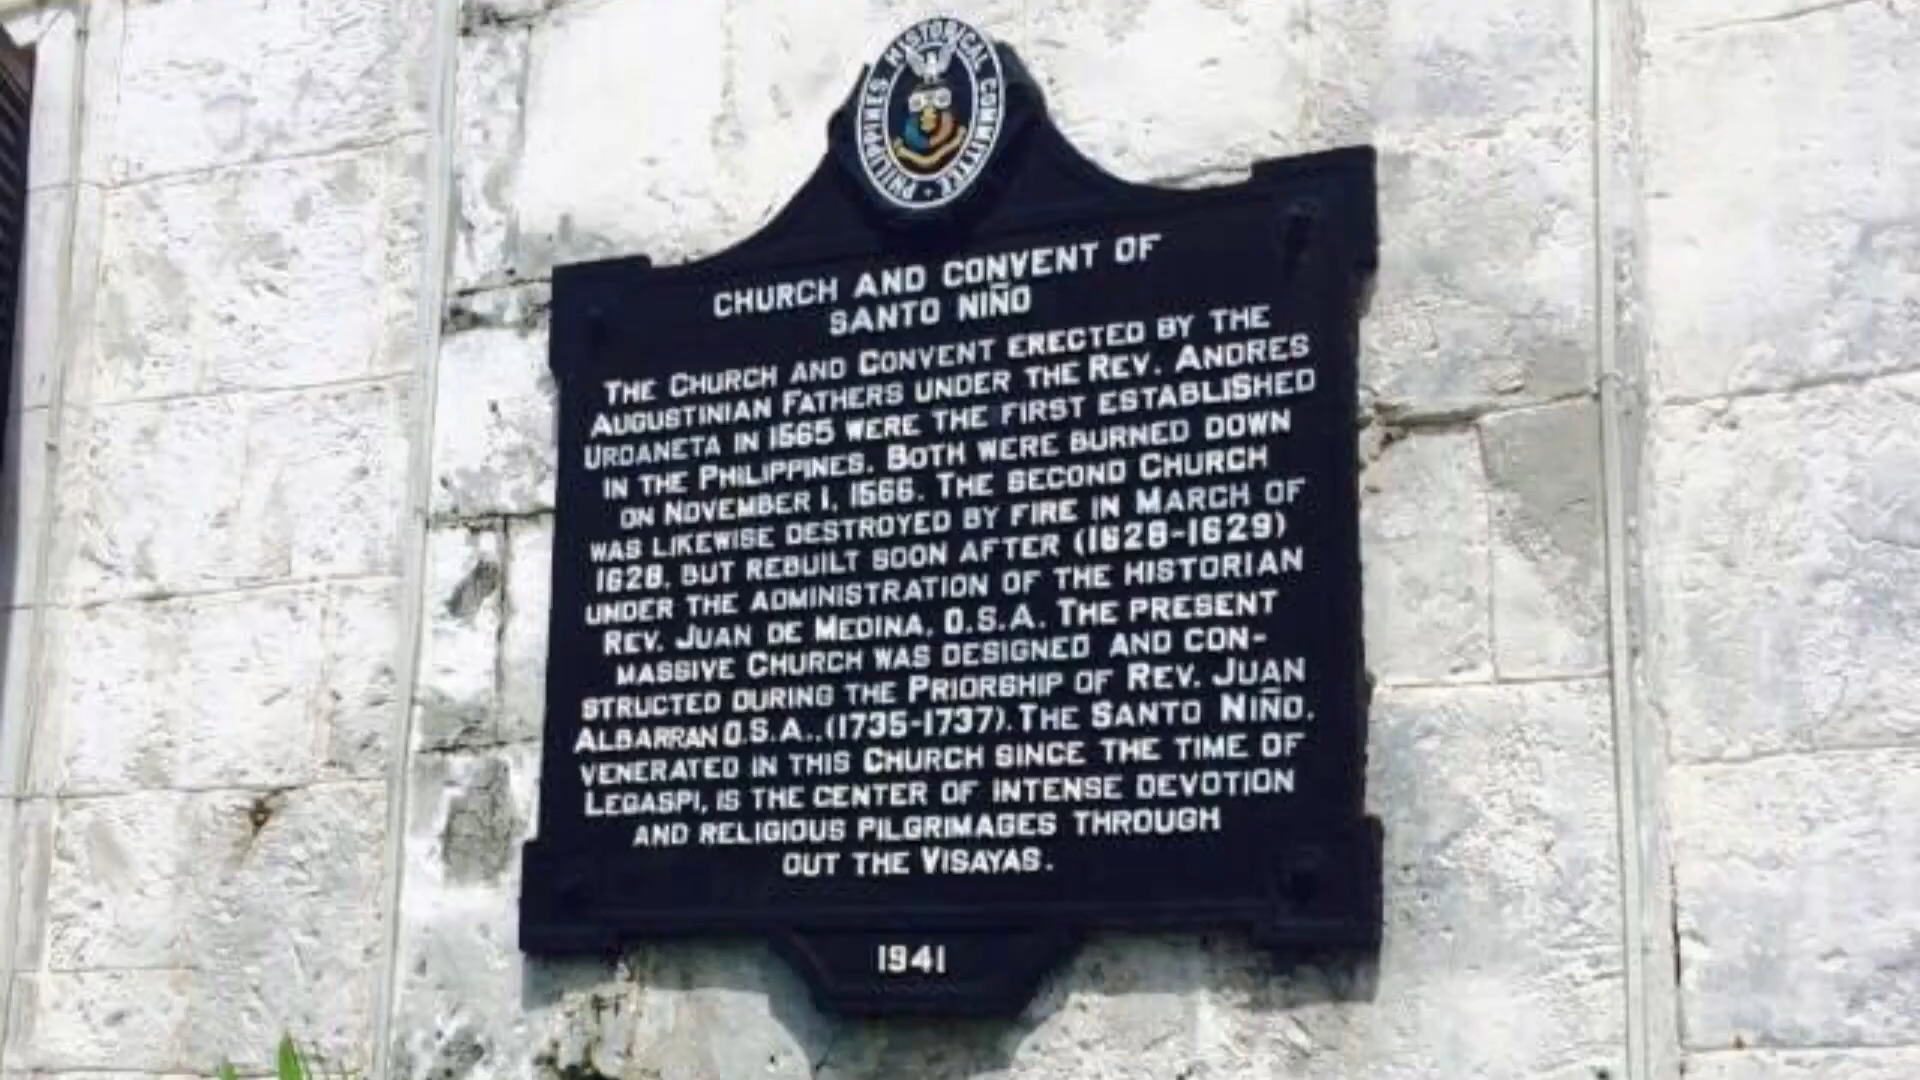 PHILIPPINES HISTORICAL COMMITTEE
CHURCH AND CONVENT OF
SANTO NIÑO
THE CHURCH AND CONVENT ERECTED BY THE
AUGUSTINIAN FATHERS UNDER THE REV. ANDRES
URDANETA IN 1565 WERE THE FIRST ESTABLISHED
IN THE PHILIPPINES. BOTH WERE BURNED DOWN
ON NOVEMBER 1, 1566. THE SECOND CHURCH
WAS LIKEWISE DESTROYED BY FIRE IN MARCH OF
1628, BUT REBUILT SOON AFTER (1628-1629)
UNDER THE ADMINISTRATION OF THE HISTORIAN
REV. JUAN DE MEDINA, O.S.A. THE PRESENT
MASSIVE CHURCH WAS DESIGNED AND CON-
STRUCTED DURING THE PRIORSHIP OF REV. JUAN
ALBARRAN O.S.A., (1735-1737). THE SANTO NIÑO,
VENERATED IN THIS CHURCH SINCE THE TIME OF
LEGASPI, IS THE CENTER OF INTENSE DEVOTION
AND RELIGIOUS PILGRIMAGES THROUGH
OUT THE VISAYAS.
1941